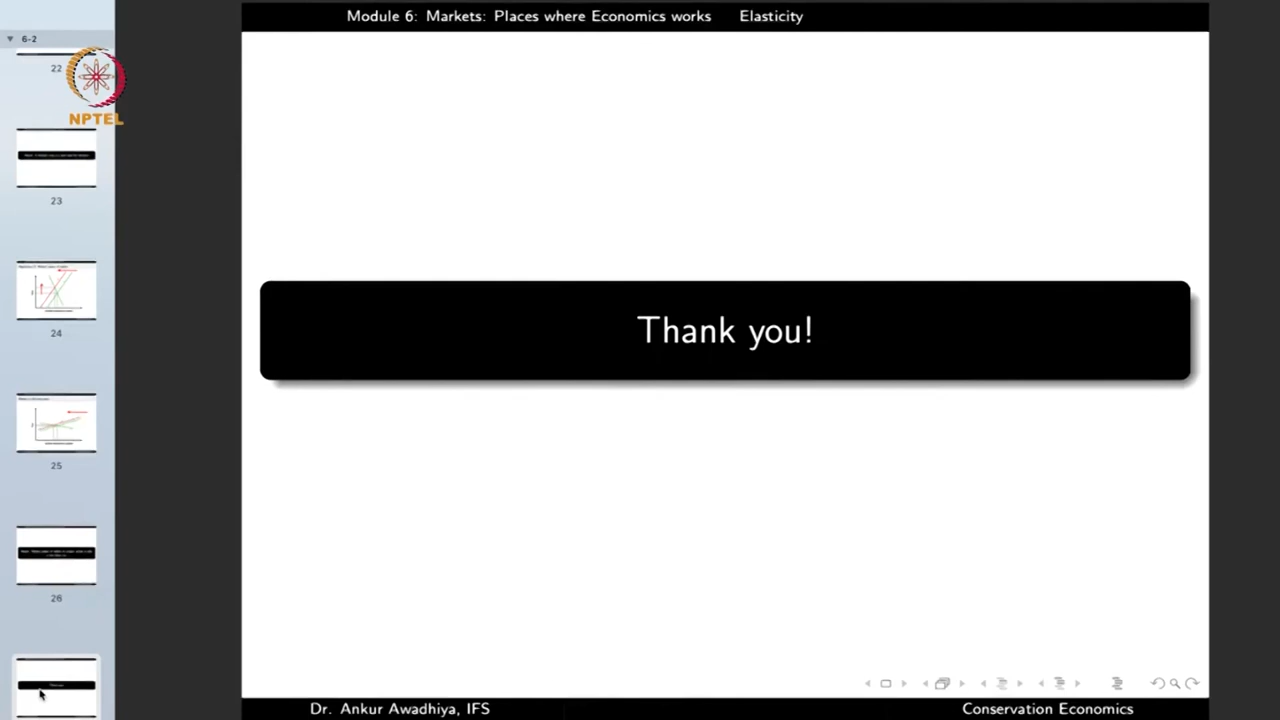 Module 6: Markets: Places where Economics works Elasticity
6-2
22
NPTEL
23
24
25
26
Thank you!
Dr. Ankur Awadhiya, IFS Conservation Economics